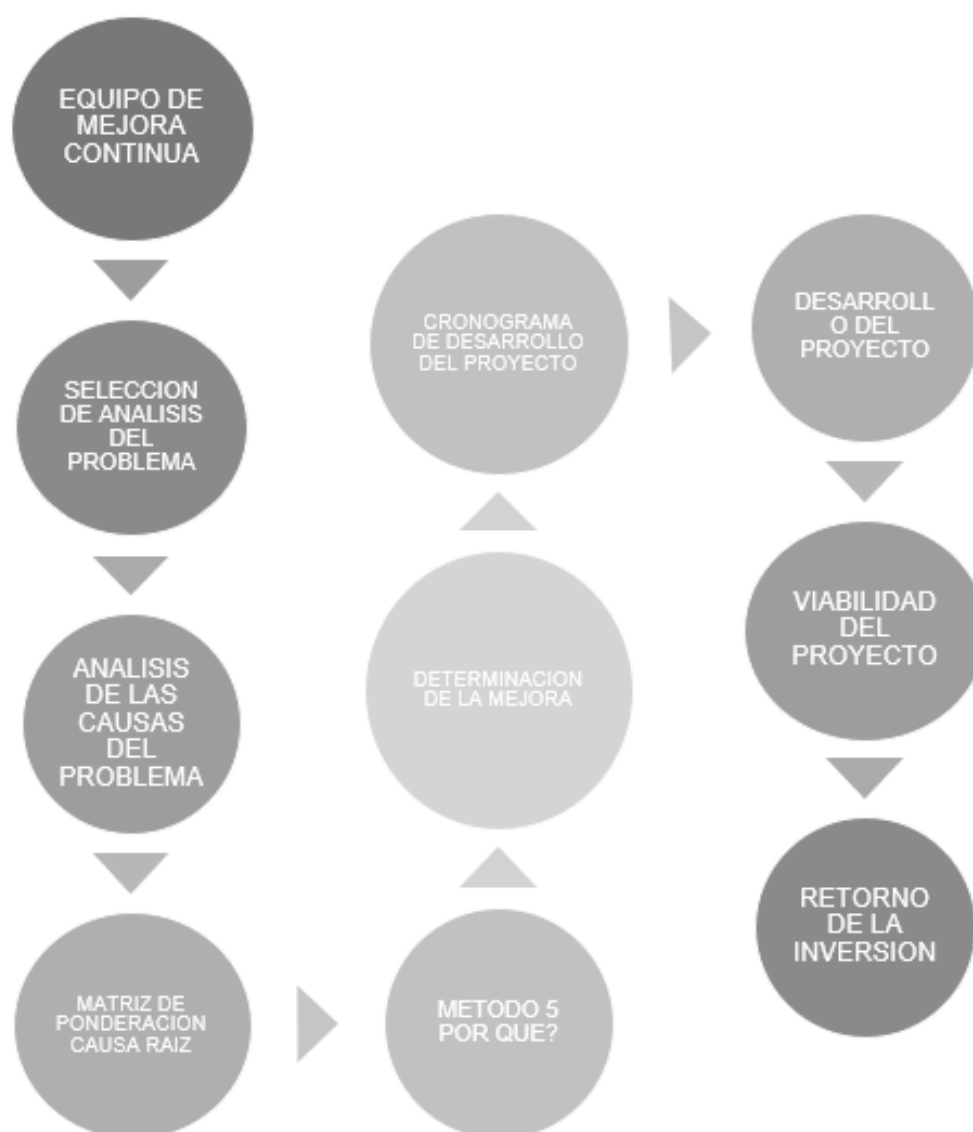 EQUIPO DE
MEJORA
CONTINUA
SELECCION
DE ANALISIS
DEL
PROBLEMA
ANALISIS
DE LAS
CAUSAS
DEL
PROBLEMA
MATRIZ DE
PONDERACION
CAUSA RAIZ
METODO 5
POR QUE?
DETERMINACION
DE LA MEJORA
CRONOGRAMA
DE DESARROLLO
DEL PROYECTO
DESARROLL
O DEL
PROYECTO
VIABILIDAD
DEL
PROYECTO
RETORNO
DE LA
INVERSION